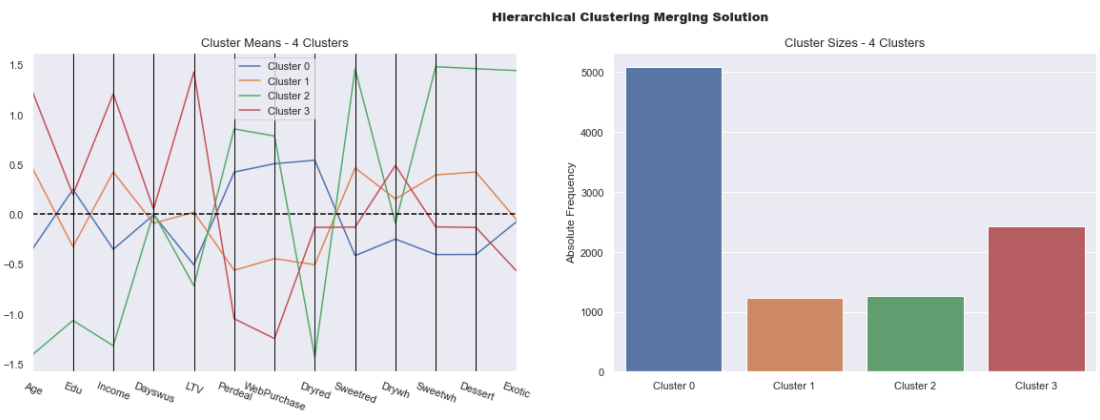 Hierarchical Clustering Merging Solution
Cluster Means - 4 Clusters
Cluster 0
Cluster 1
Cluster 2
Cluster 3
1.5
1.0
0.5
0.0
−0.5
−1.0
−1.5
Age
Edu
Income
Dayswus
LTV
Perdeal
WebPurchase
Dryred
Sweetred
Drywh
Sweetwh
Dessert
Exotic
Cluster Sizes - 4 Clusters
Absolute Frequency
5000
4000
3000
2000
1000
0
Cluster 0
Cluster 1
Cluster 2
Cluster 3